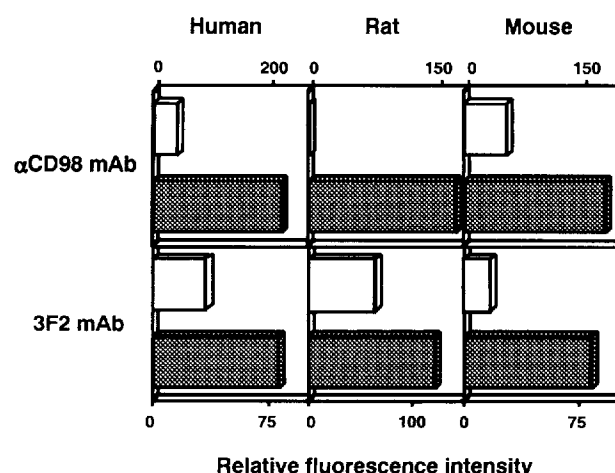 Human Rat Mouse
0 200 0 150 0 150
αCD98 mAb
3F2 mAb
0 75 0 100 0 75
Relative fluorescence intensity